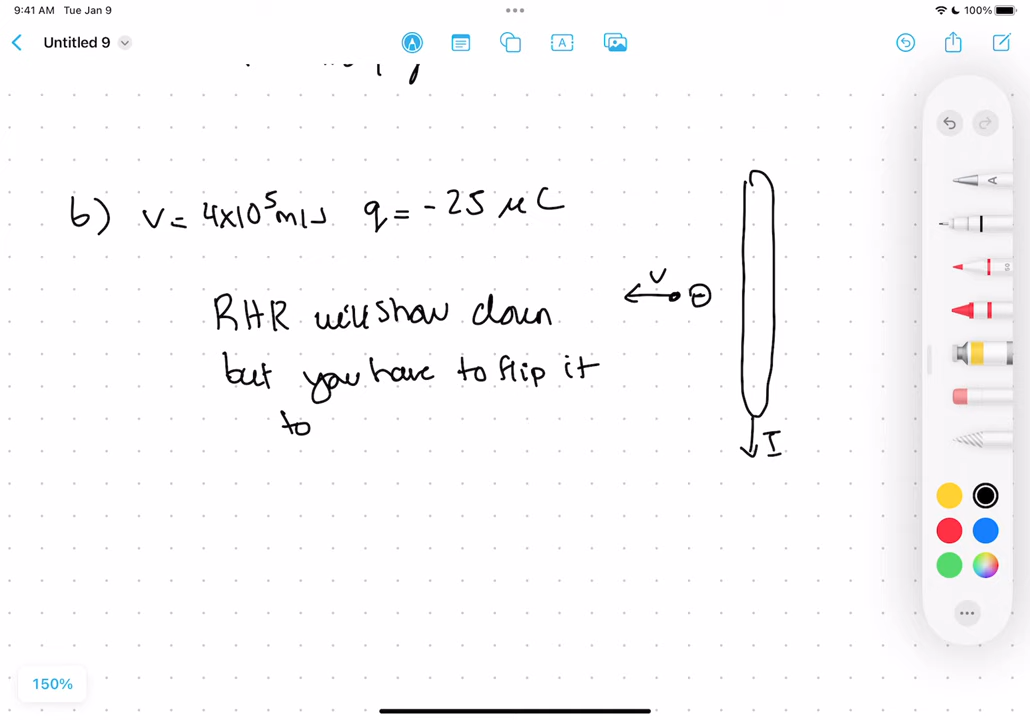 9:41 AM Tue Jan 9
100%
Untitled 9
A
A
b) v = 4x10⁵ m/s q = -25 μC
V
RHR will show down
but you have to flip it
to
I
150%